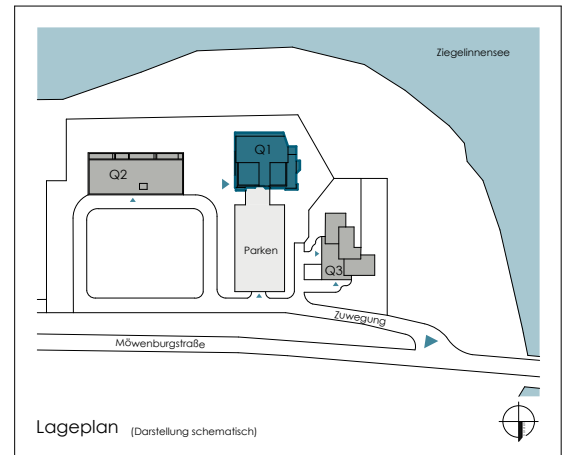 Ziegelinnensee
Q1
Q2
Parken
Q3
Zuwegung
Möwenburgstraße
Lageplan (Darstellung schematisch)